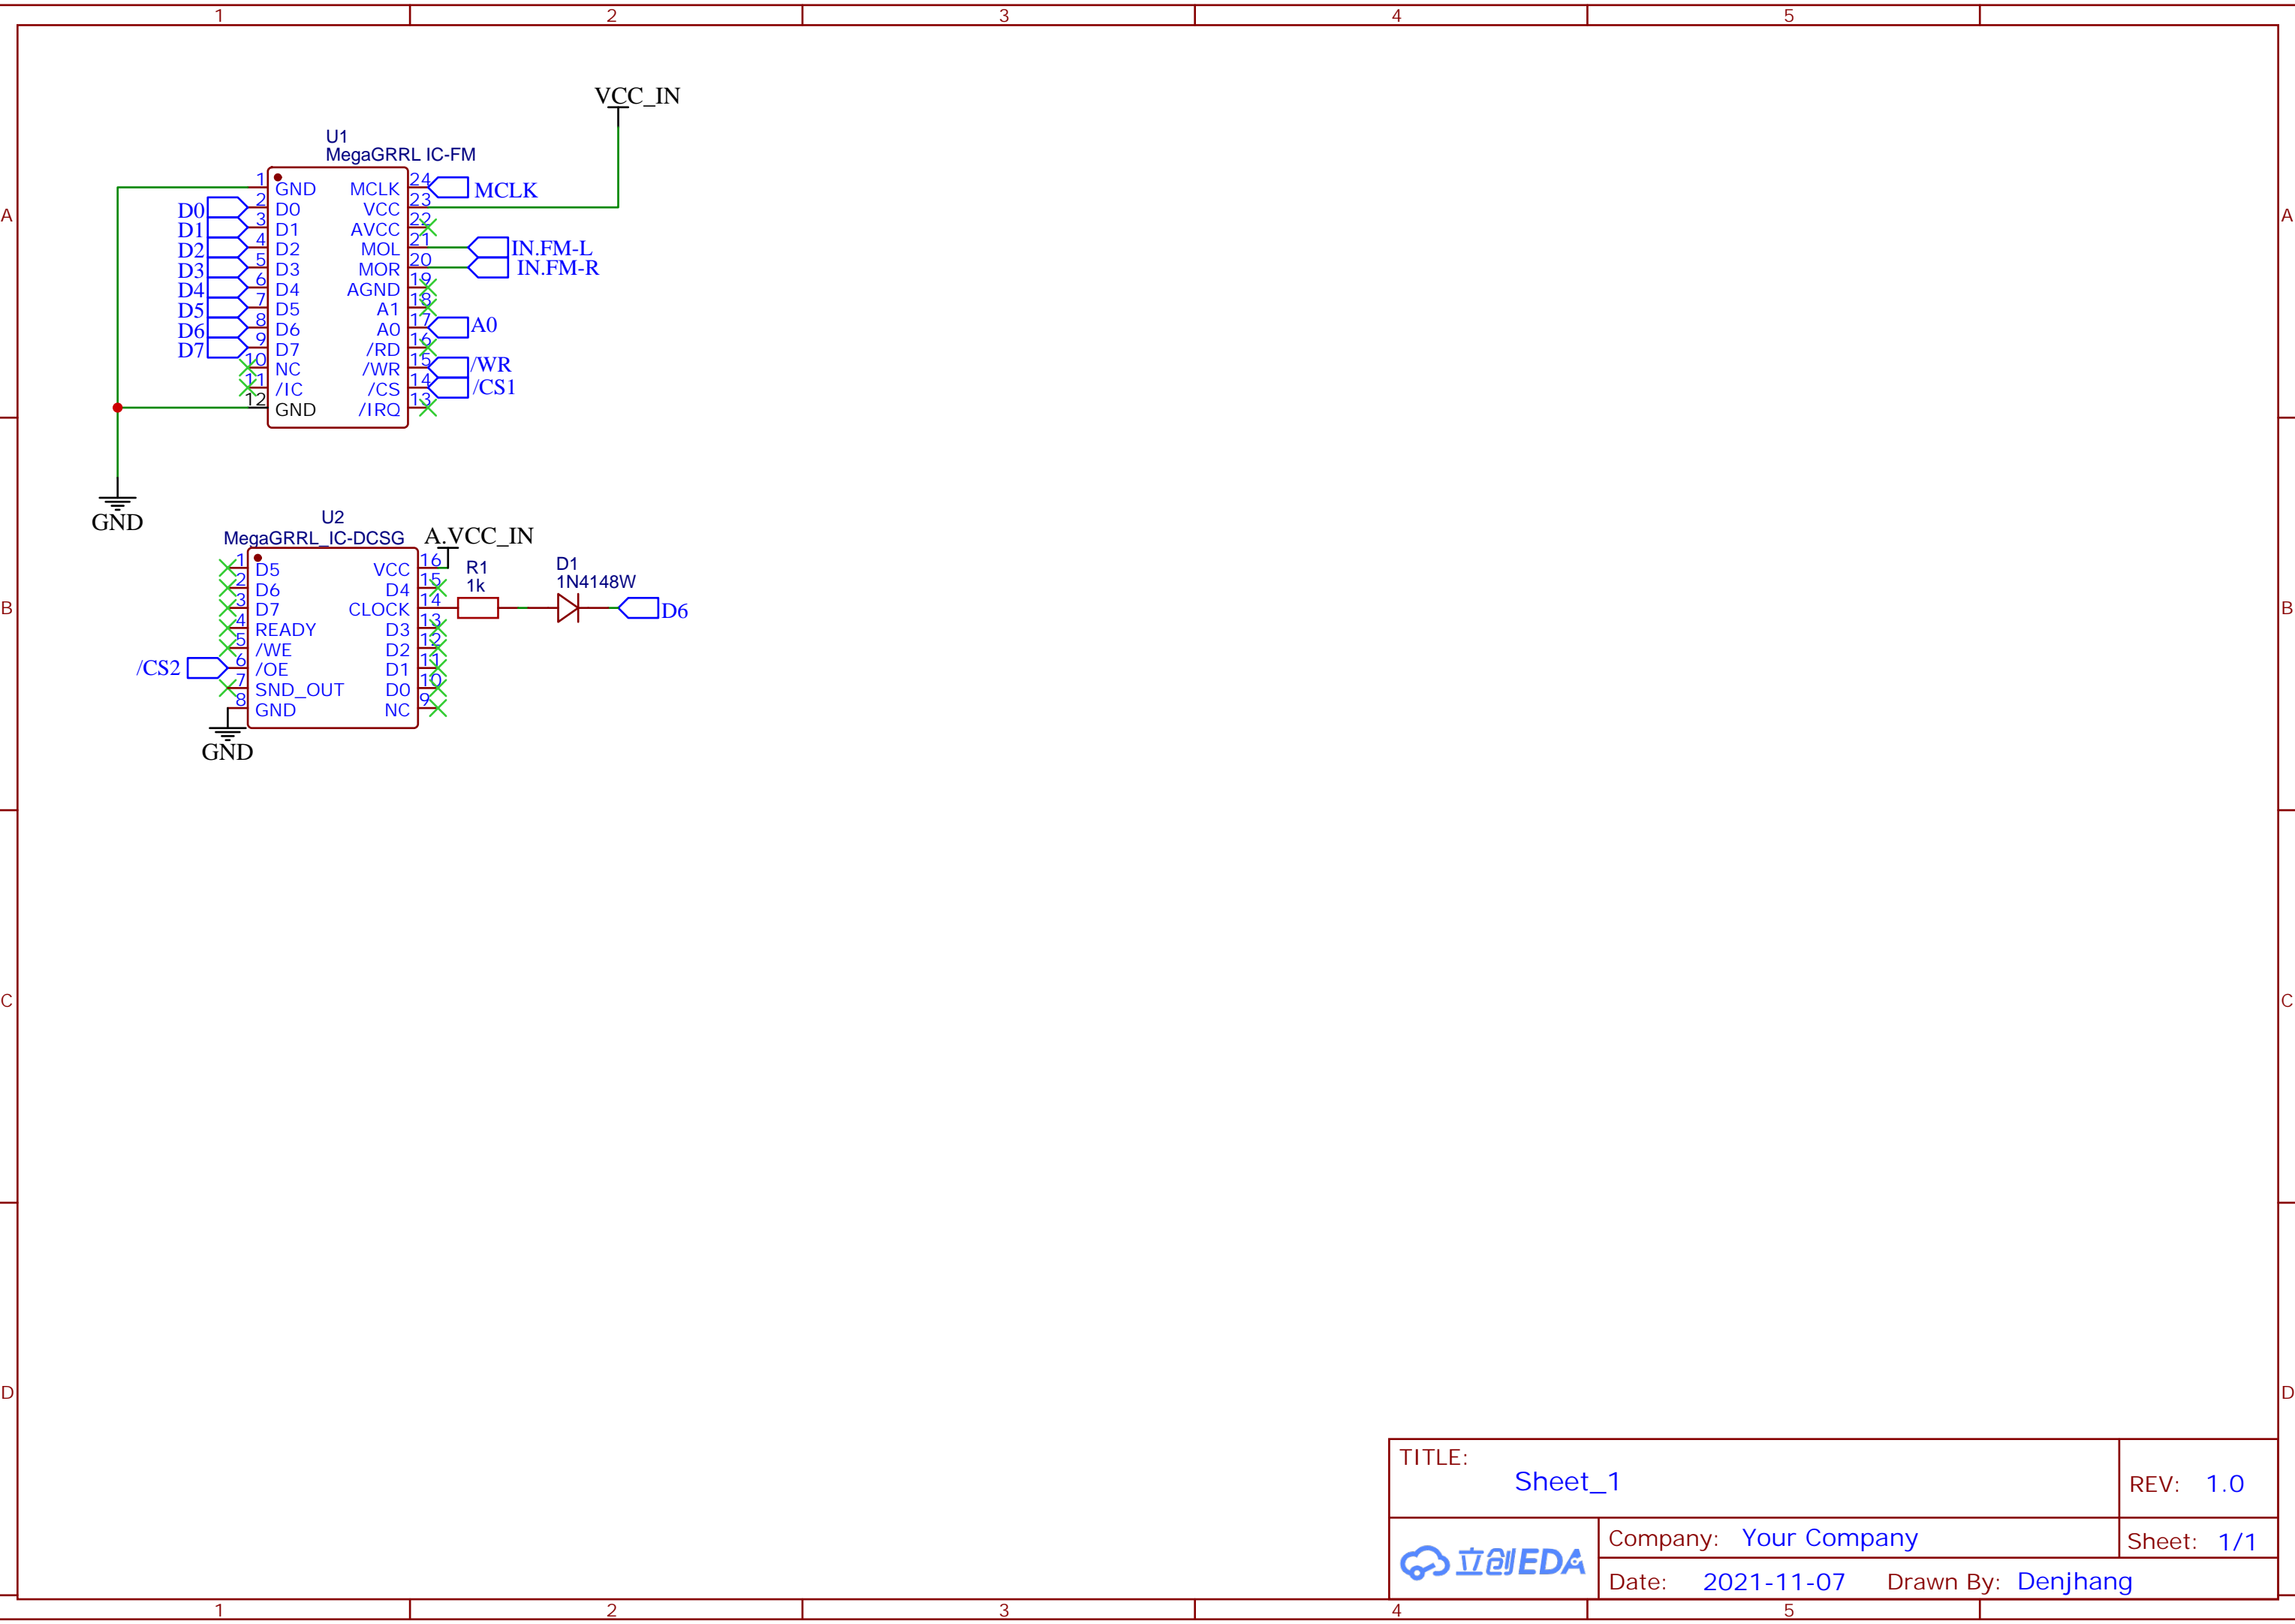 1 2 3 4 5
A A
B B
C C
D D
VCC_IN
U1
MegaGRRL IC-FM
1 GND MCLK 24 MCLK
D0 2 D0 VCC 23
D1 3 D1 AVCC 22
D2 4 D2 MOL 21 IN.FM-L
D3 5 D3 MOR 20 IN.FM-R
D4 6 D4 AGND 19
D5 7 D5 A1 18
D6 8 D6 A0 17 A0
D7 9 D7 /RD 16
10 NC /WR 15 /WR
11 /IC /CS 14 /CS1
12 GND /IRQ 13
GND
U2
MegaGRRL_IC-DCSG
A.VCC_IN
1 D5 VCC 16
2 D6 D4 15
3 D7 CLOCK 14
4 READY D3 13
5 /WE D2 12
/CS2 6 /OE D1 11
7 SND_OUT D0 10
8 GND NC 9
GND
R1
1k
D1
1N4148W
D6
TITLE:
Sheet_1
REV: 1.0
立创EDA
Company: Your Company
Sheet: 1/1
Date: 2021-11-07
Drawn By: Denjhang
1 2 3 4 5